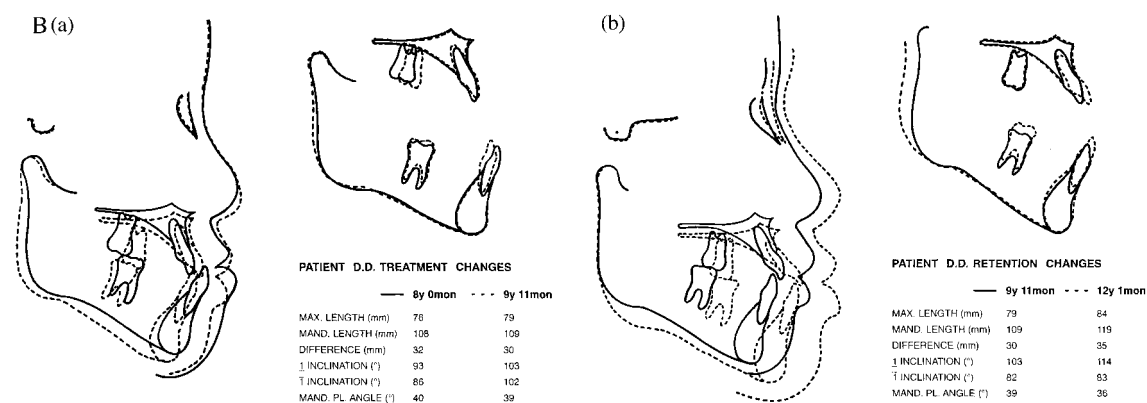 B (a)
PATIENT D.D. TREATMENT CHANGES
8y 0mon 9y 11mon
MAX. LENGTH (mm) 76 79
MAND. LENGTH (mm) 108 109
DIFFERENCE (mm) 32 30
1 INCLINATION (°) 93 103
1 INCLINATION (°) 86 102
MAND. PL. ANGLE (°) 40 39
(b)
PATIENT D.D. RETENTION CHANGES
9y 11mon 12y 1mon
MAX. LENGTH (mm) 79 84
MAND. LENGTH (mm) 109 119
DIFFERENCE (mm) 30 35
1 INCLINATION (°) 103 114
1 INCLINATION (°) 82 83
MAND. PL. ANGLE (°) 39 36